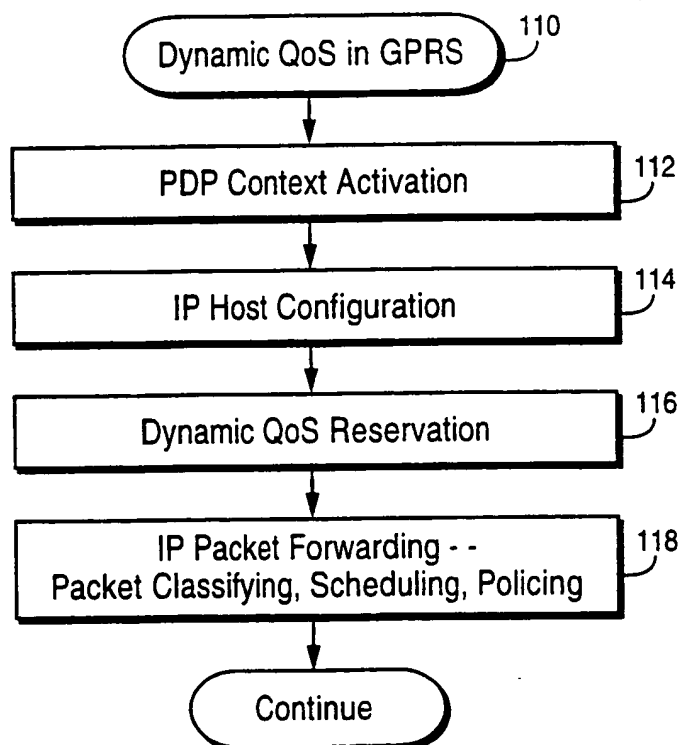 Dynamic QoS in GPRS
110
PDP Context Activation
112
IP Host Configuration
114
Dynamic QoS Reservation
116
IP Packet Forwarding - -
Packet Classifying, Scheduling, Policing
118
Continue